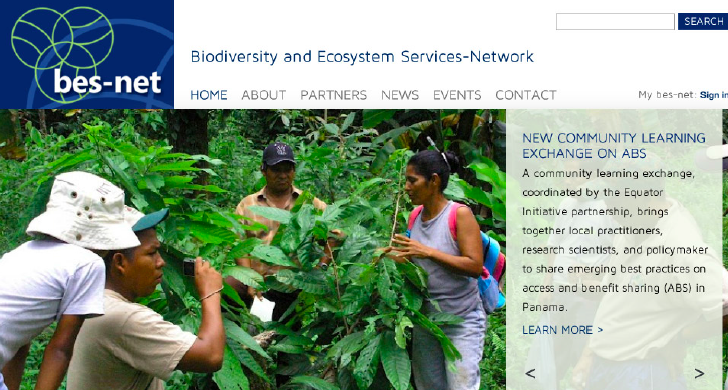 SEARCH
bes-net
Biodiversity and Ecosystem Services-Network
HOME ABOUT PARTNERS NEWS EVENTS CONTACT
My bes-net: Sign in
NEW COMMUNITY LEARNING
EXCHANGE ON ABS
A community learning exchange,
coordinated by the Equator
Initiative partnership, brings
together local practitioners,
research scientists, and policymaker
to share emerging best practices on
access and benefit sharing (ABS) in
Panama.
LEARN MORE >
< >